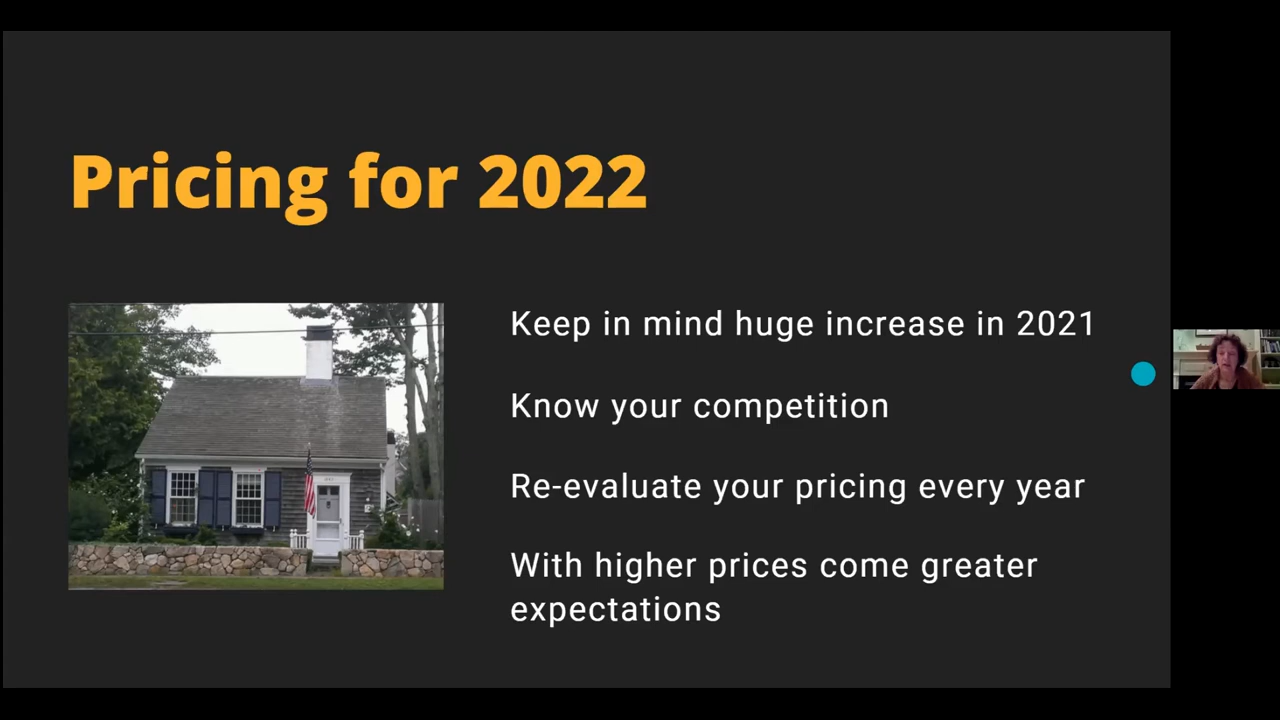 Pricing for 2022
Keep in mind huge increase in 2021
Know your competition
Re-evaluate your pricing every year
With higher prices come greater
expectations